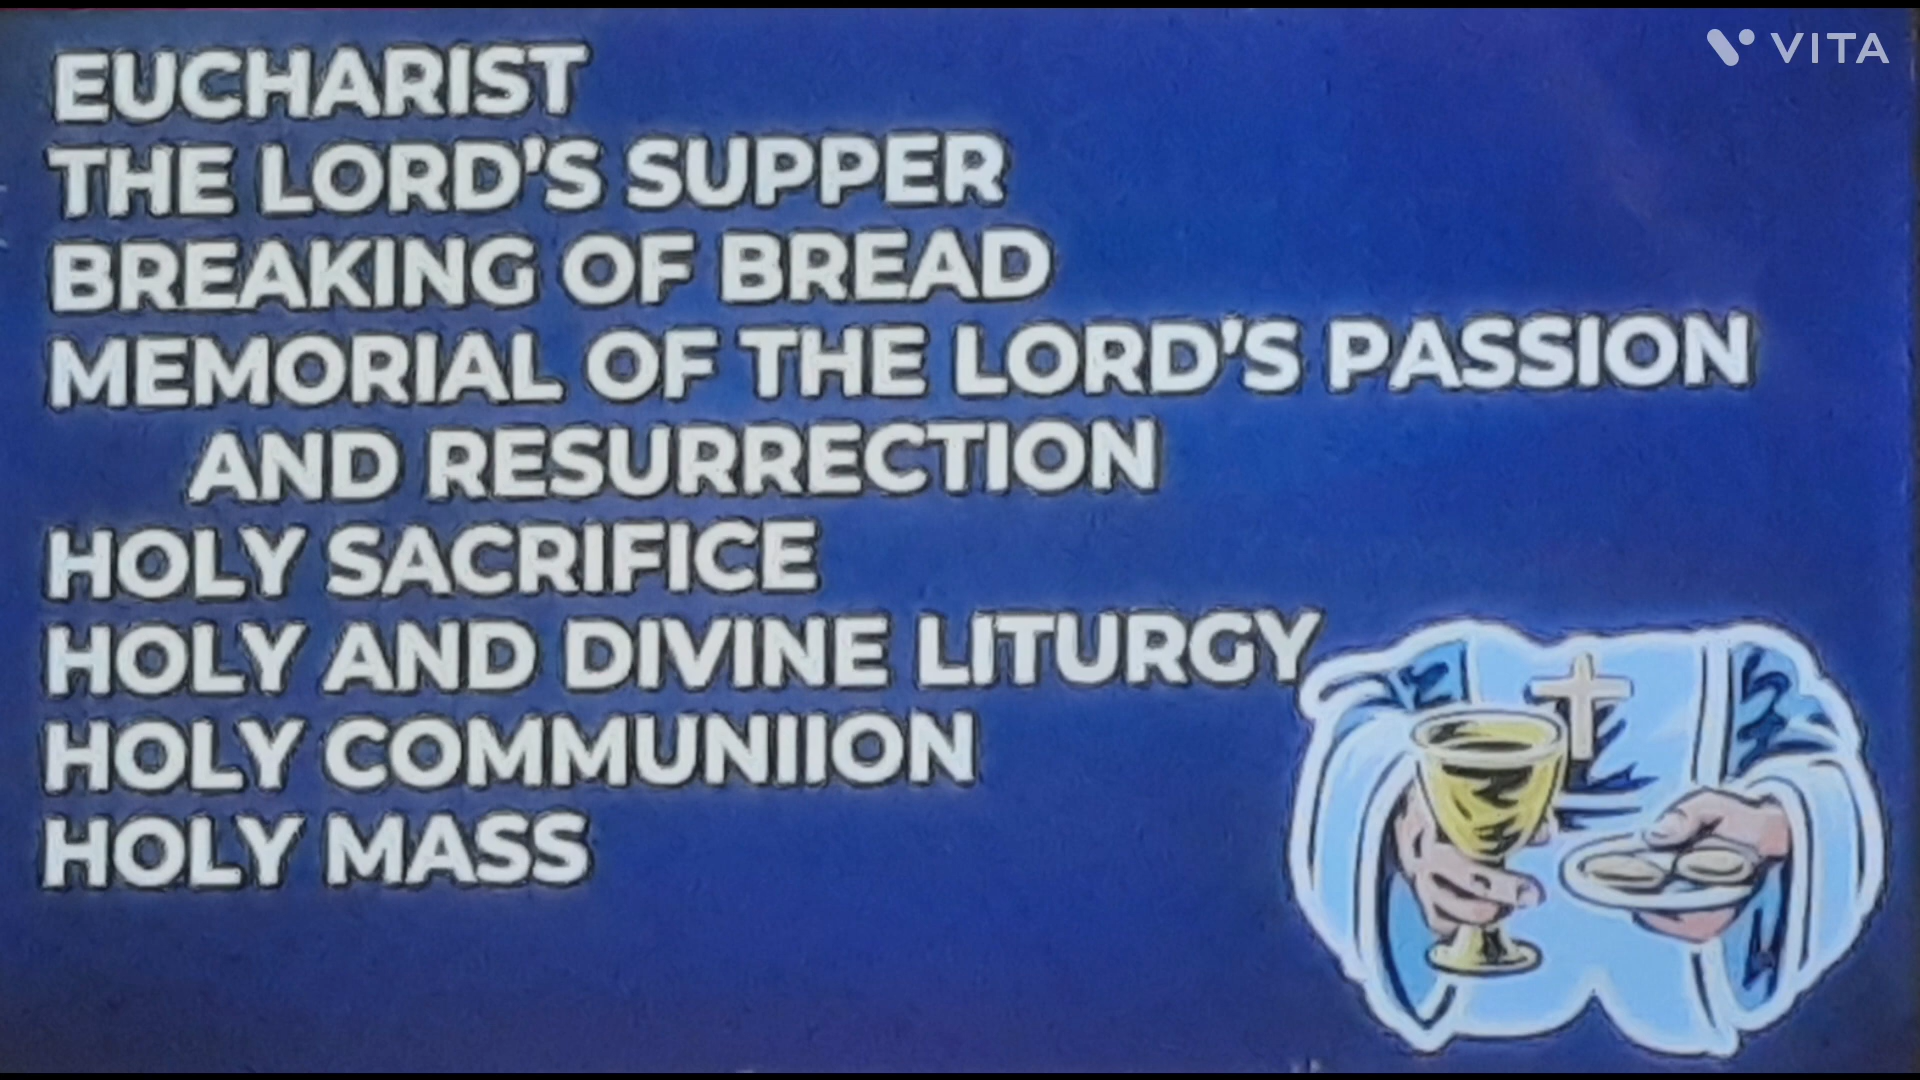 VITA
EUCHARIST
THE LORD'S SUPPER
BREAKING OF BREAD
MEMORIAL OF THE LORD'S PASSION
AND RESURRECTION
HOLY SACRIFICE
HOLY AND DIVINE LITURGY
HOLY COMMUNIION
HOLY MASS